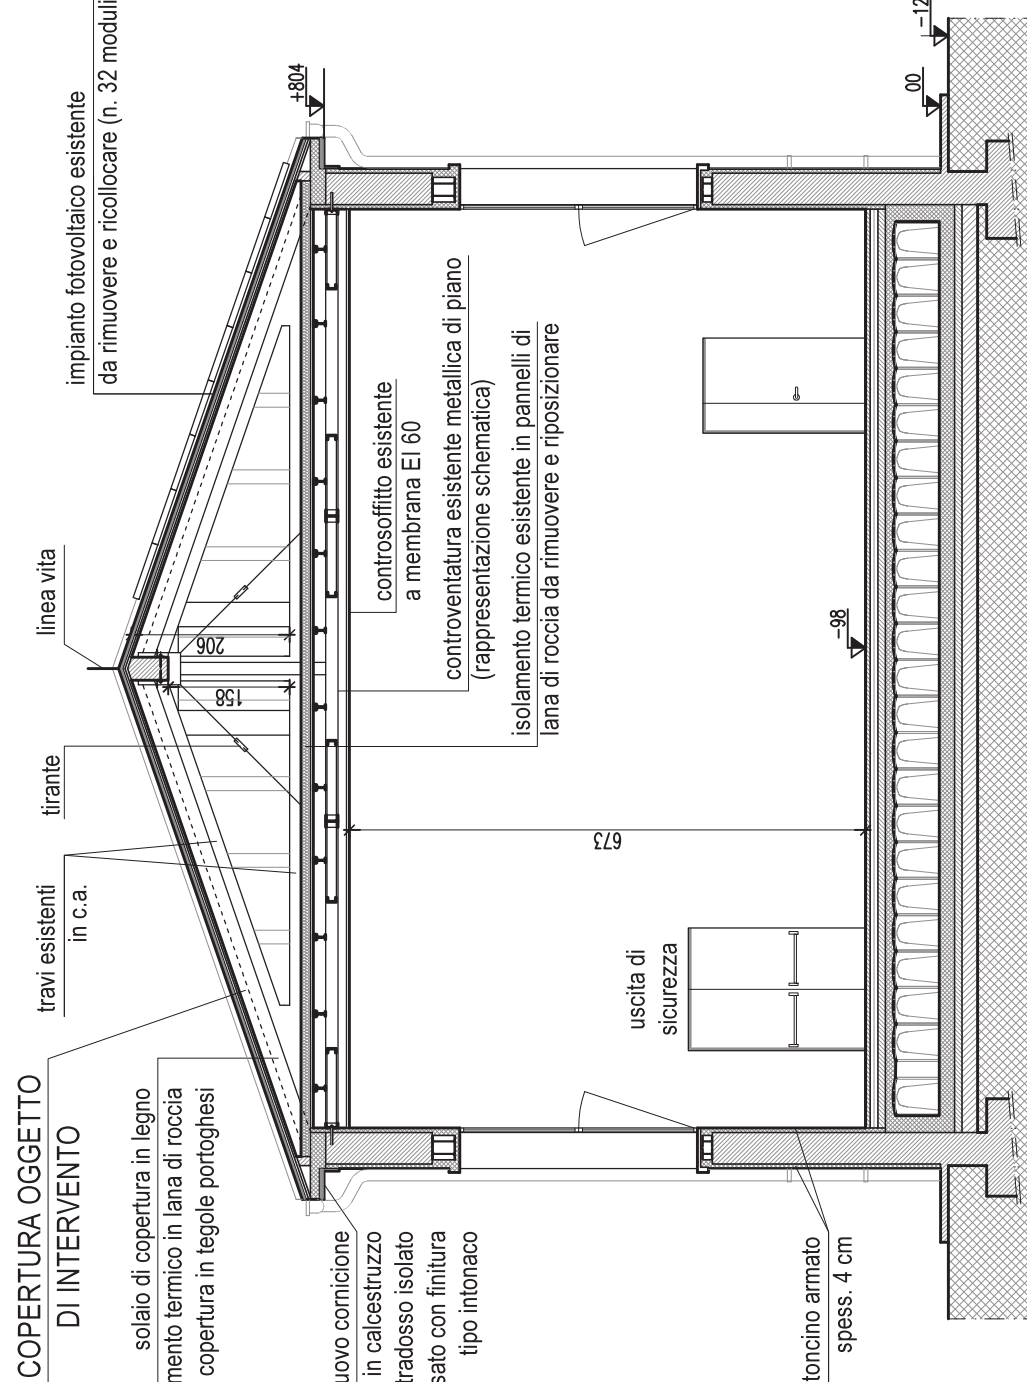 COPERTURA OGGETTO
DI INTERVENTO
travi esistenti
in c.a.
tirante
linea vita
impianto fotovoltaico esistente
da rimuovere e ricollocare (n. 32 moduli
solaio di copertura in legno
mento termico in lana di roccia
copertura in tegole portoghesi
158
206
+804
00
-12
uovo cornicione
in calcestruzzo
tradosso isolato
sato con finitura
tipo intonaco
controsoffitto esistente
a membrana EI 60
controventatura esistente metallica di piano
(rappresentazione schematica)
isolamento termico esistente in pannelli di
lana di roccia da rimuovere e riposizionare
673
-98
uscita di
sicurezza
toncino armato
spess. 4 cm